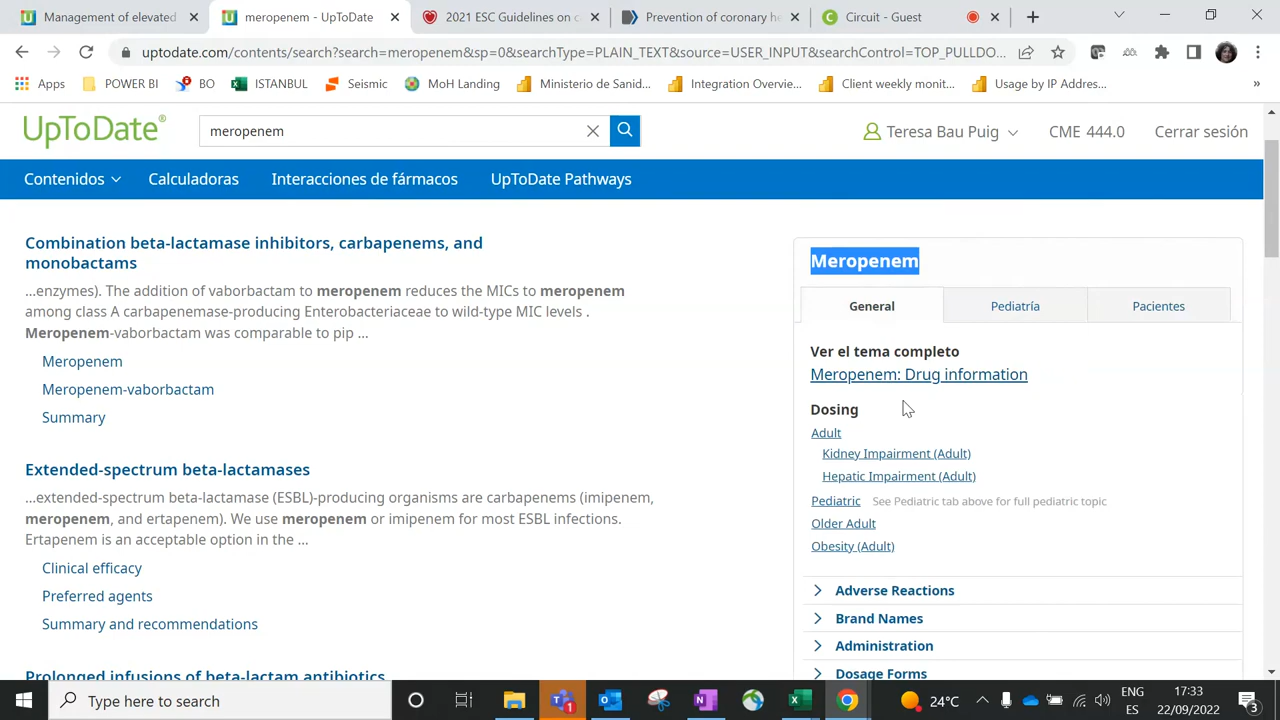 Management of elevated
meropenem - UpToDate
2021 ESC Guidelines on c
Prevention of coronary he
Circuit - Guest
uptodate.com/contents/search?search=meropenem&sp=0&searchType=PLAIN_TEXT&source=USER_INPUT&searchControl=TOP_PULLDO...
Apps
POWER BI
BO
ISTANBUL
Seismic
MoH Landing
Ministerio de Sanid...
Integration Overvie...
Client weekly monit...
Usage by IP Addres...
»
UpToDate®
meropenem
Teresa Bau Puig
CME 444.0
Cerrar sesión
Contenidos
Calculadoras
Interacciones de fármacos
UpToDate Pathways
Combination beta-lactamase inhibitors, carbapenems, and
monobactams
...enzymes). The addition of vaborbactam to meropenem reduces the MICs to meropenem
among class A carbapenemase-producing Enterobacteriaceae to wild-type MIC levels .
Meropenem-vaborbactam was comparable to pip ...
Meropenem
Meropenem-vaborbactam
Summary
Extended-spectrum beta-lactamases
...extended-spectrum beta-lactamase (ESBL)-producing organisms are carbapenems (imipenem,
meropenem, and ertapenem). We use meropenem or imipenem for most ESBL infections.
Ertapenem is an acceptable option in the ...
Clinical efficacy
Preferred agents
Summary and recommendations
Prolonged infusions of beta-lactam antibiotics
Meropenem
General
Pediatría
Pacientes
Ver el tema completo
Meropenem: Drug information
Dosing
Adult
Kidney Impairment (Adult)
Hepatic Impairment (Adult)
Pediatric See Pediatric tab above for full pediatric topic
Older Adult
Obesity (Adult)
Adverse Reactions
Brand Names
Administration
Dosage Forms
Type here to search
1
24°C
ENG
ES
17:33
22/09/2022
3